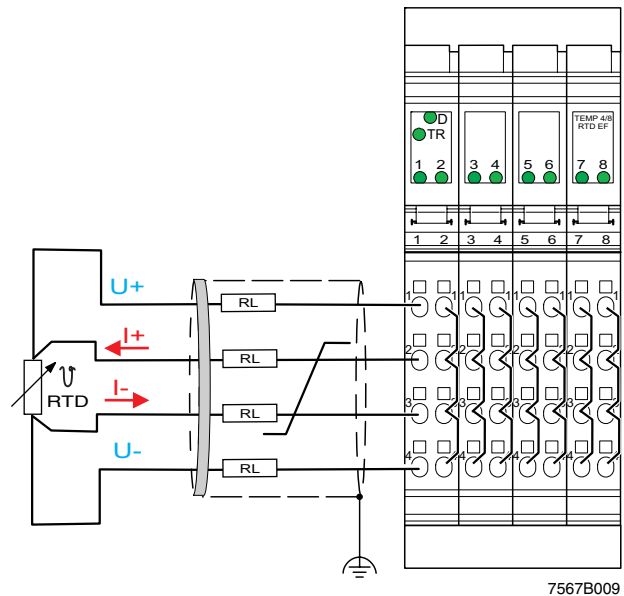 TEMP 4/8
RTD EF
D
TR
1 2 3 4 5 6 7 8
1 2 3 4 5 6 7 8
U+
RL
1 1 1 1 1 1 1 1
I+
RL
2 2 2 2 2 2 2 2
ϑ
RTD
I-
RL
3 3 3 3 3 3 3 3
U-
RL
4 4 4 4 4 4 4 4
7567B009